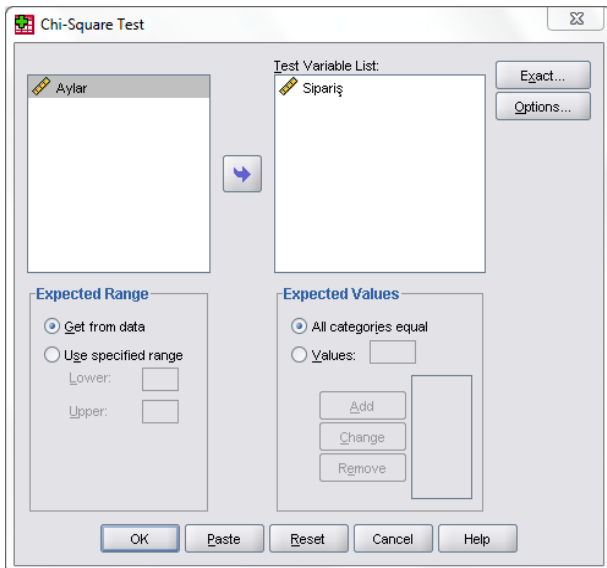 Chi-Square Test
Test Variable List:
Aylar
Sipariş
Exact...
Options...
Expected Range
Get from data
Use specified range
Lower:
Upper:
Expected Values
All categories equal
Values:
Add
Change
Remove
OK
Paste
Reset
Cancel
Help